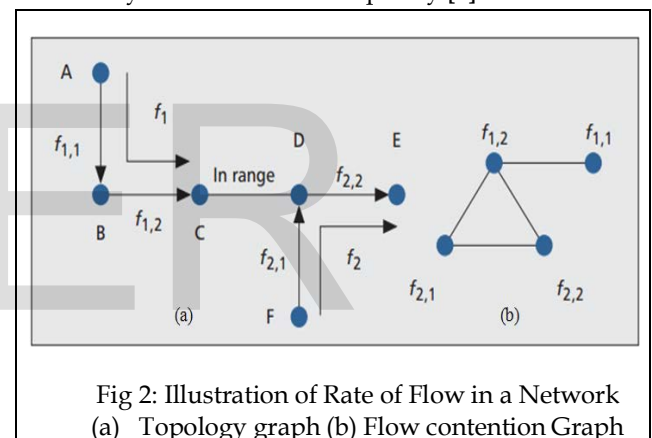 A
f1
D
E
f1,2
f1,1
f1,1
In range
f2,2
B
f1,2
C
f2,1
f2
f2,1
f2,2
F
(a)
(b)
Fig 2: Illustration of Rate of Flow in a Network
(a) Topology graph (b) Flow contention Graph